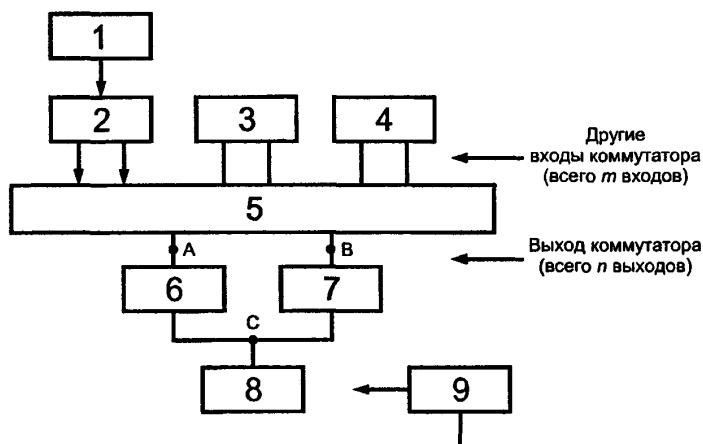 1
2
3
4
Другие
входы коммутатора
(всего m входов)
5
A
B
Выход коммутатора
(всего n выходов)
6
7
C
8
9